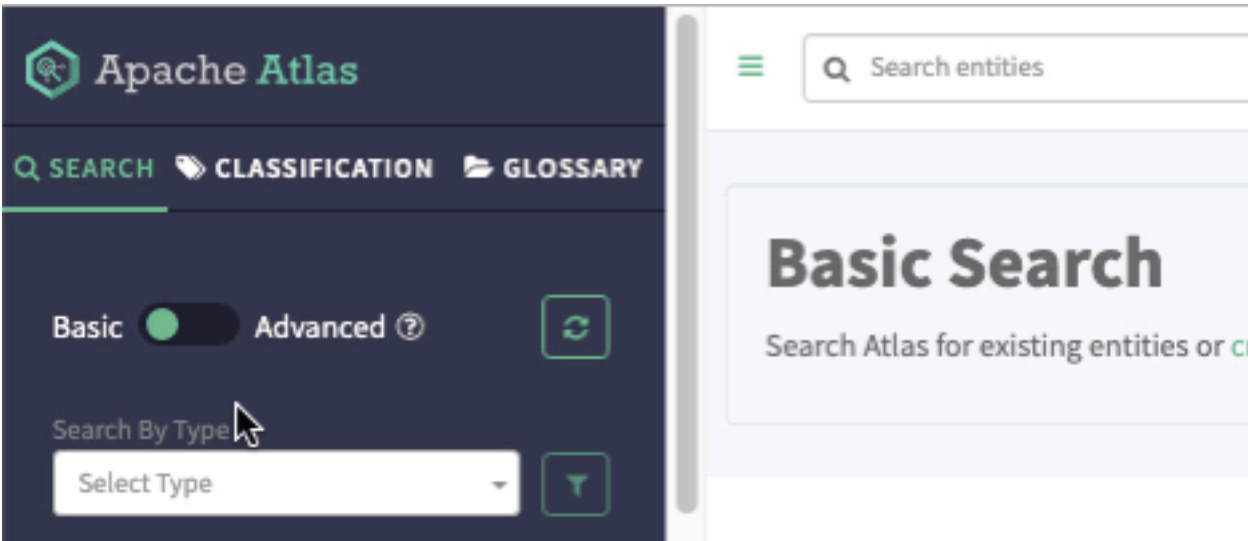 Apache Atlas
SEARCH CLASSIFICATION GLOSSARY
Basic Advanced ?
Search By Type
Select Type
Search entities
Basic Search
Search Atlas for existing entities or